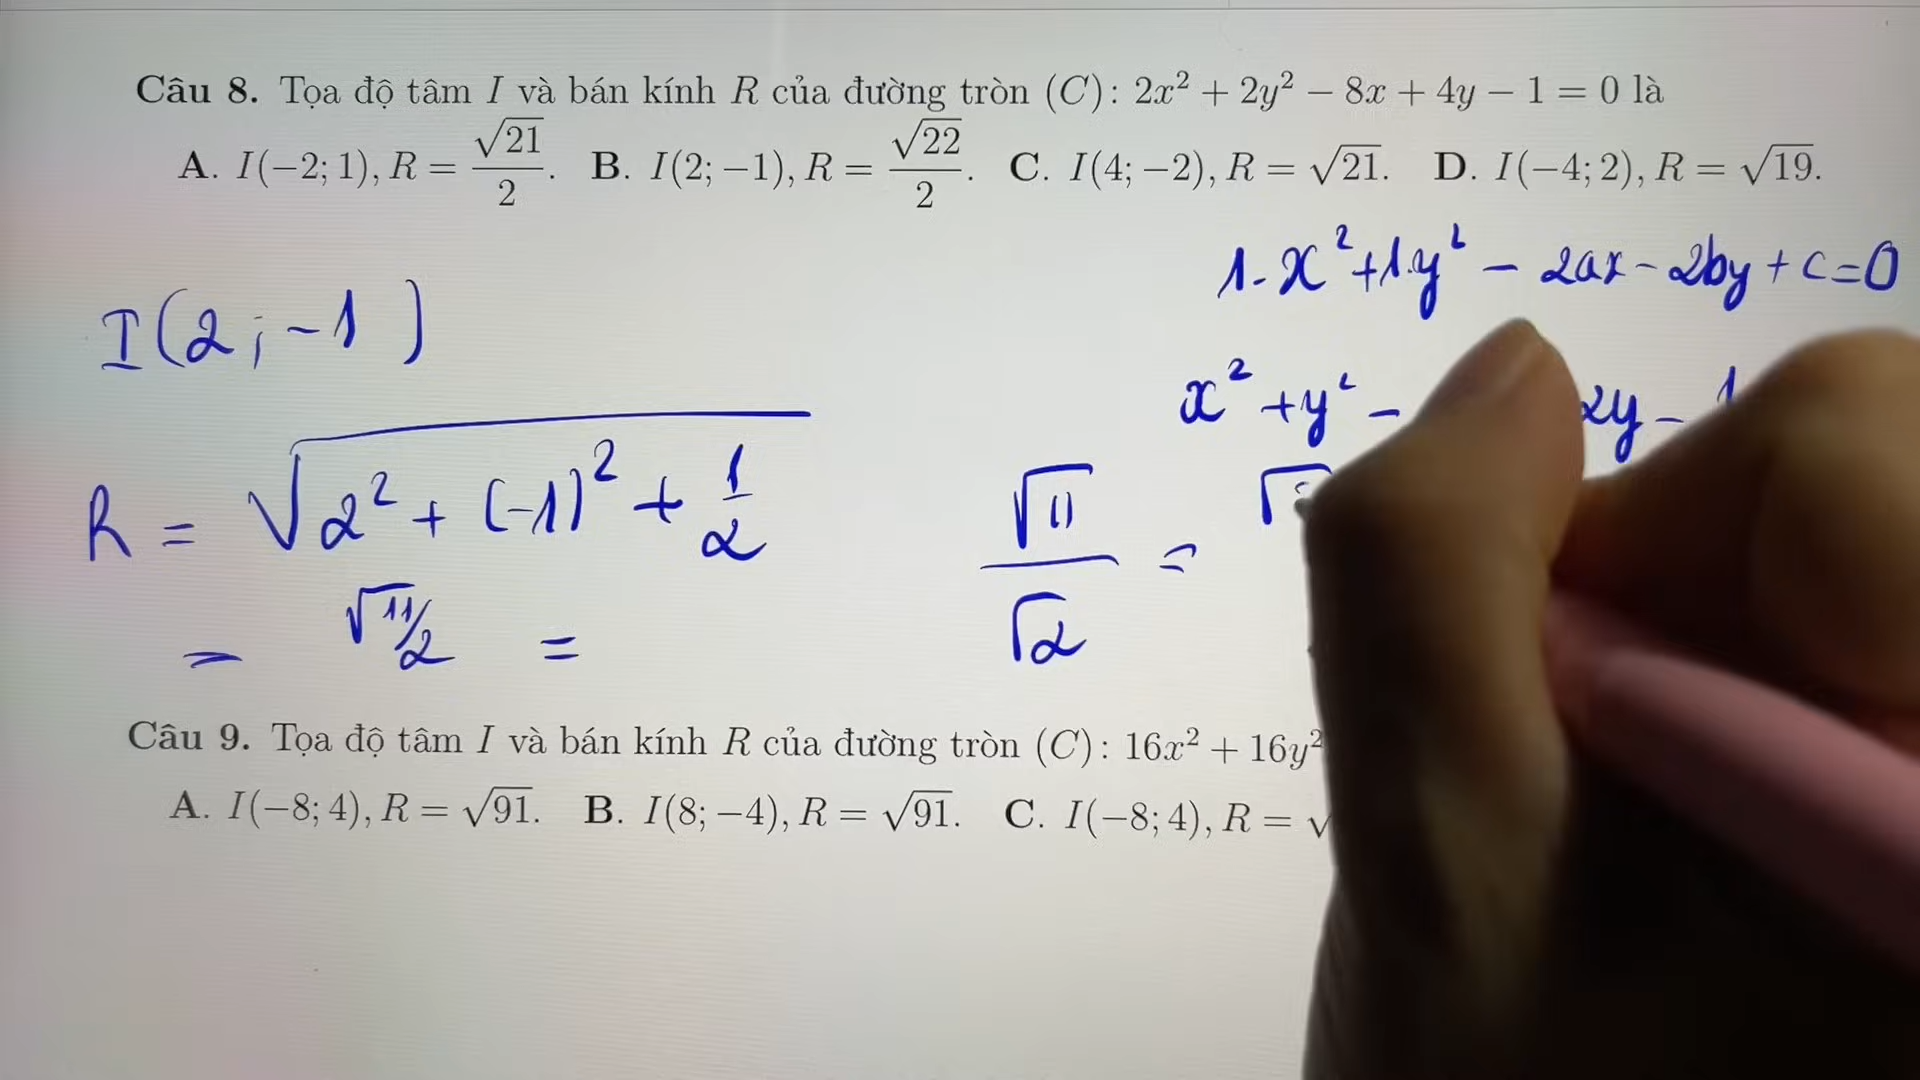 Câu 8. Tọa độ tâm I và bán kính R của đường tròn (C): 2x² + 2y² − 8x + 4y − 1 = 0 là
A. I(−2; 1), R = √21/2. B. I(2; −1), R = √22/2. C. I(4; −2), R = √21. D. I(−4; 2), R = √19.
1.x² + 1.y² − 2ax − 2by + c = 0
I(2; −1)
x² + y² − 2y −
R = √(2² + (−1)² + 1/2)
√11/√2 = √
= √11/2 =
Câu 9. Tọa độ tâm I và bán kính R của đường tròn (C): 16x² + 16y²
A. I(−8; 4), R = √91. B. I(8; −4), R = √91. C. I(−8; 4), R = √